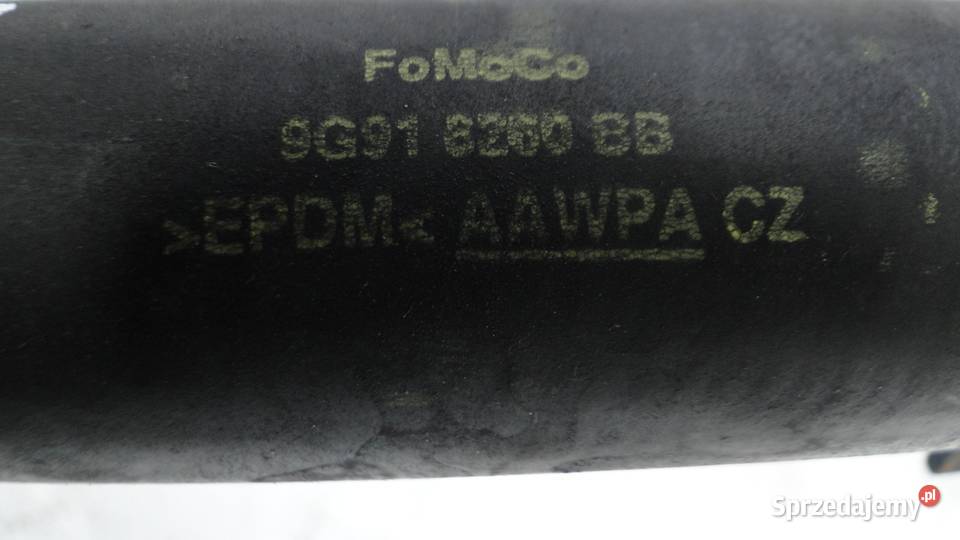 FoMoCo
9G91 8260 BB
>EPDM< AAWPA CZ
Sprzedajemy.pl